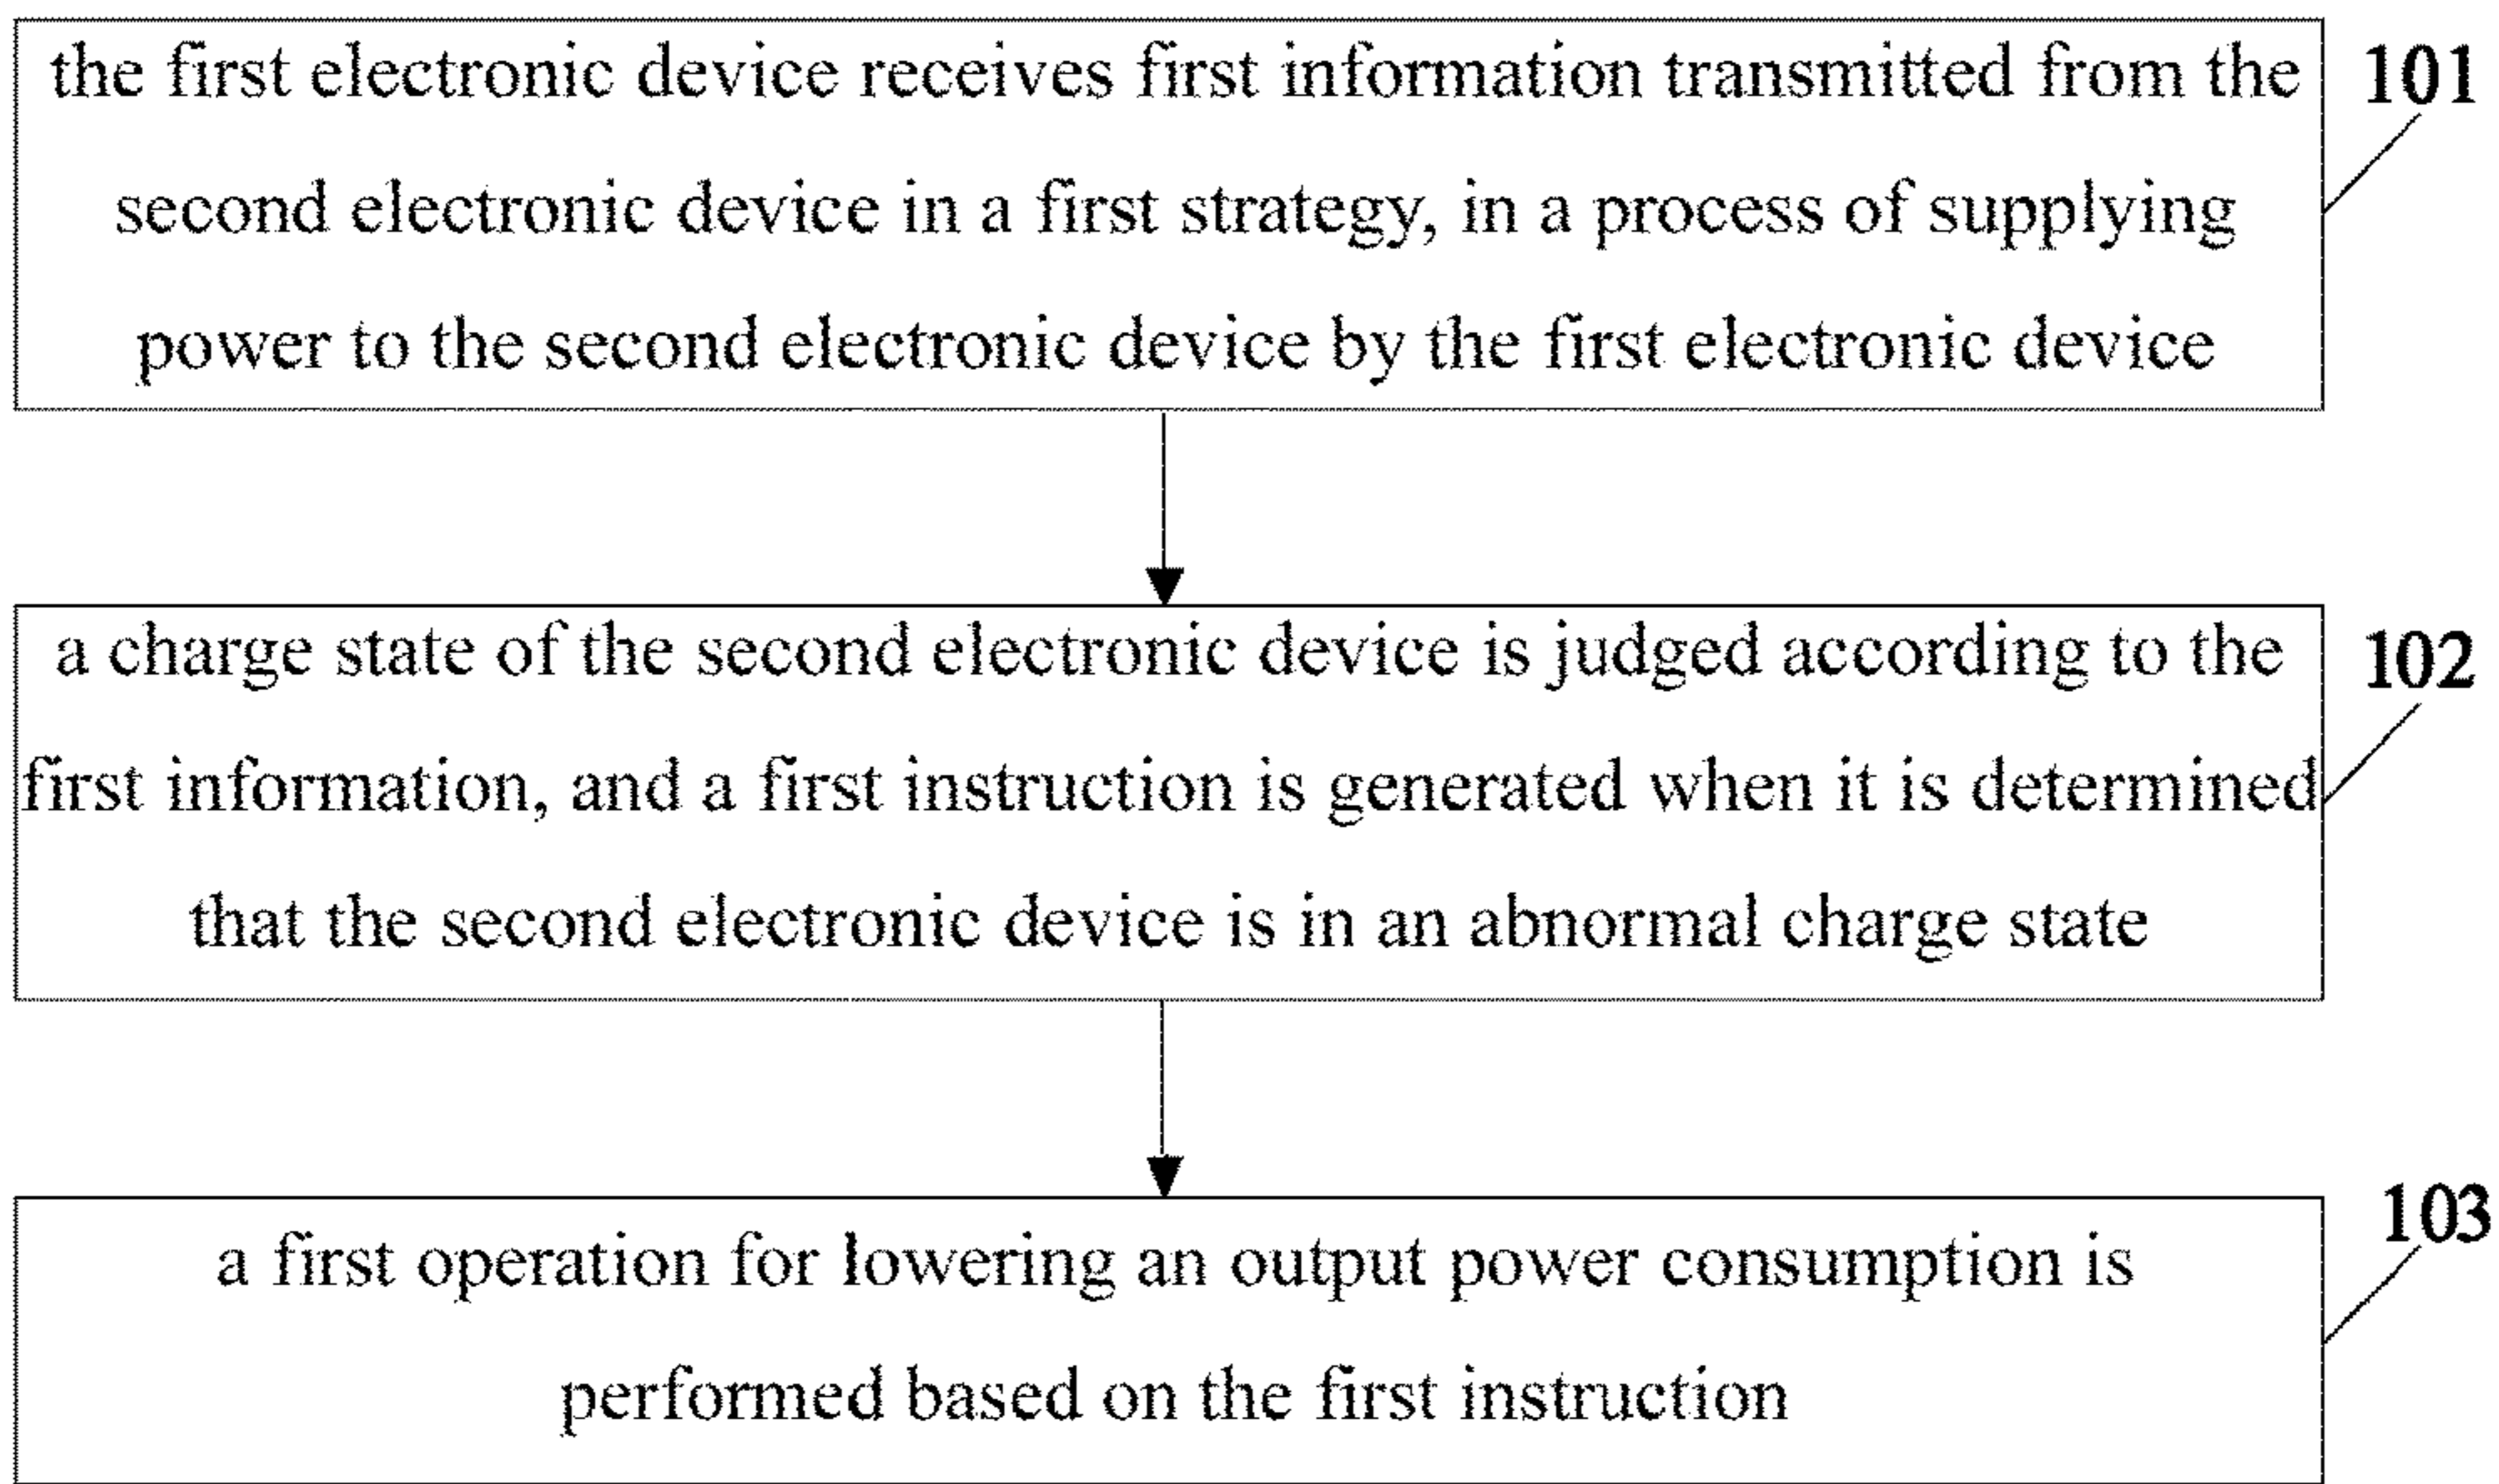 the first electronic device receives first information transmitted from the
101
second electronic device in a first strategy, in a process of supplying
power to the second electronic device by the first electronic device
a charge state of the second electronic device is judged according to the
102
first information, and a first instruction is generated when it is determined
that the second electronic device is in an abnormal charge state
103
a first operation for lowering an output power consumption is
performed based on the first instruction